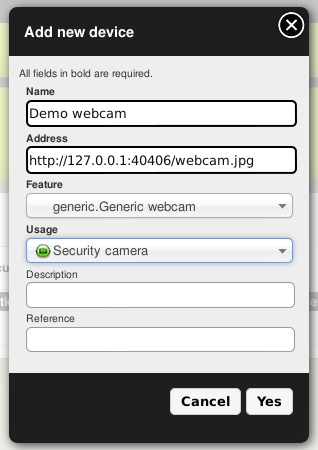 Add new device
All fields in bold are required.
Name
Demo webcam
Address
http://127.0.0.1:40406/webcam.jpg
Feature
generic.Generic webcam
Usage
Security camera
Description
Reference
Cancel Yes